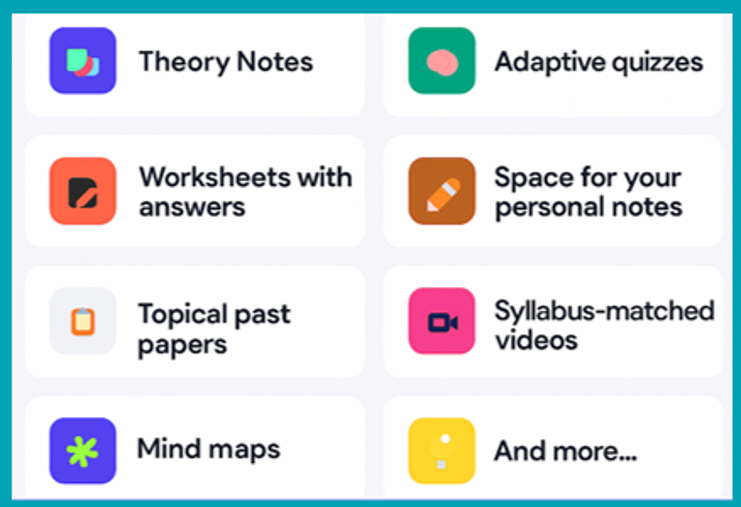 Theory Notes
Adaptive quizzes
Worksheets with
answers
Space for your
personal notes
Topical past
papers
Syllabus-matched
videos
Mind maps
And more...